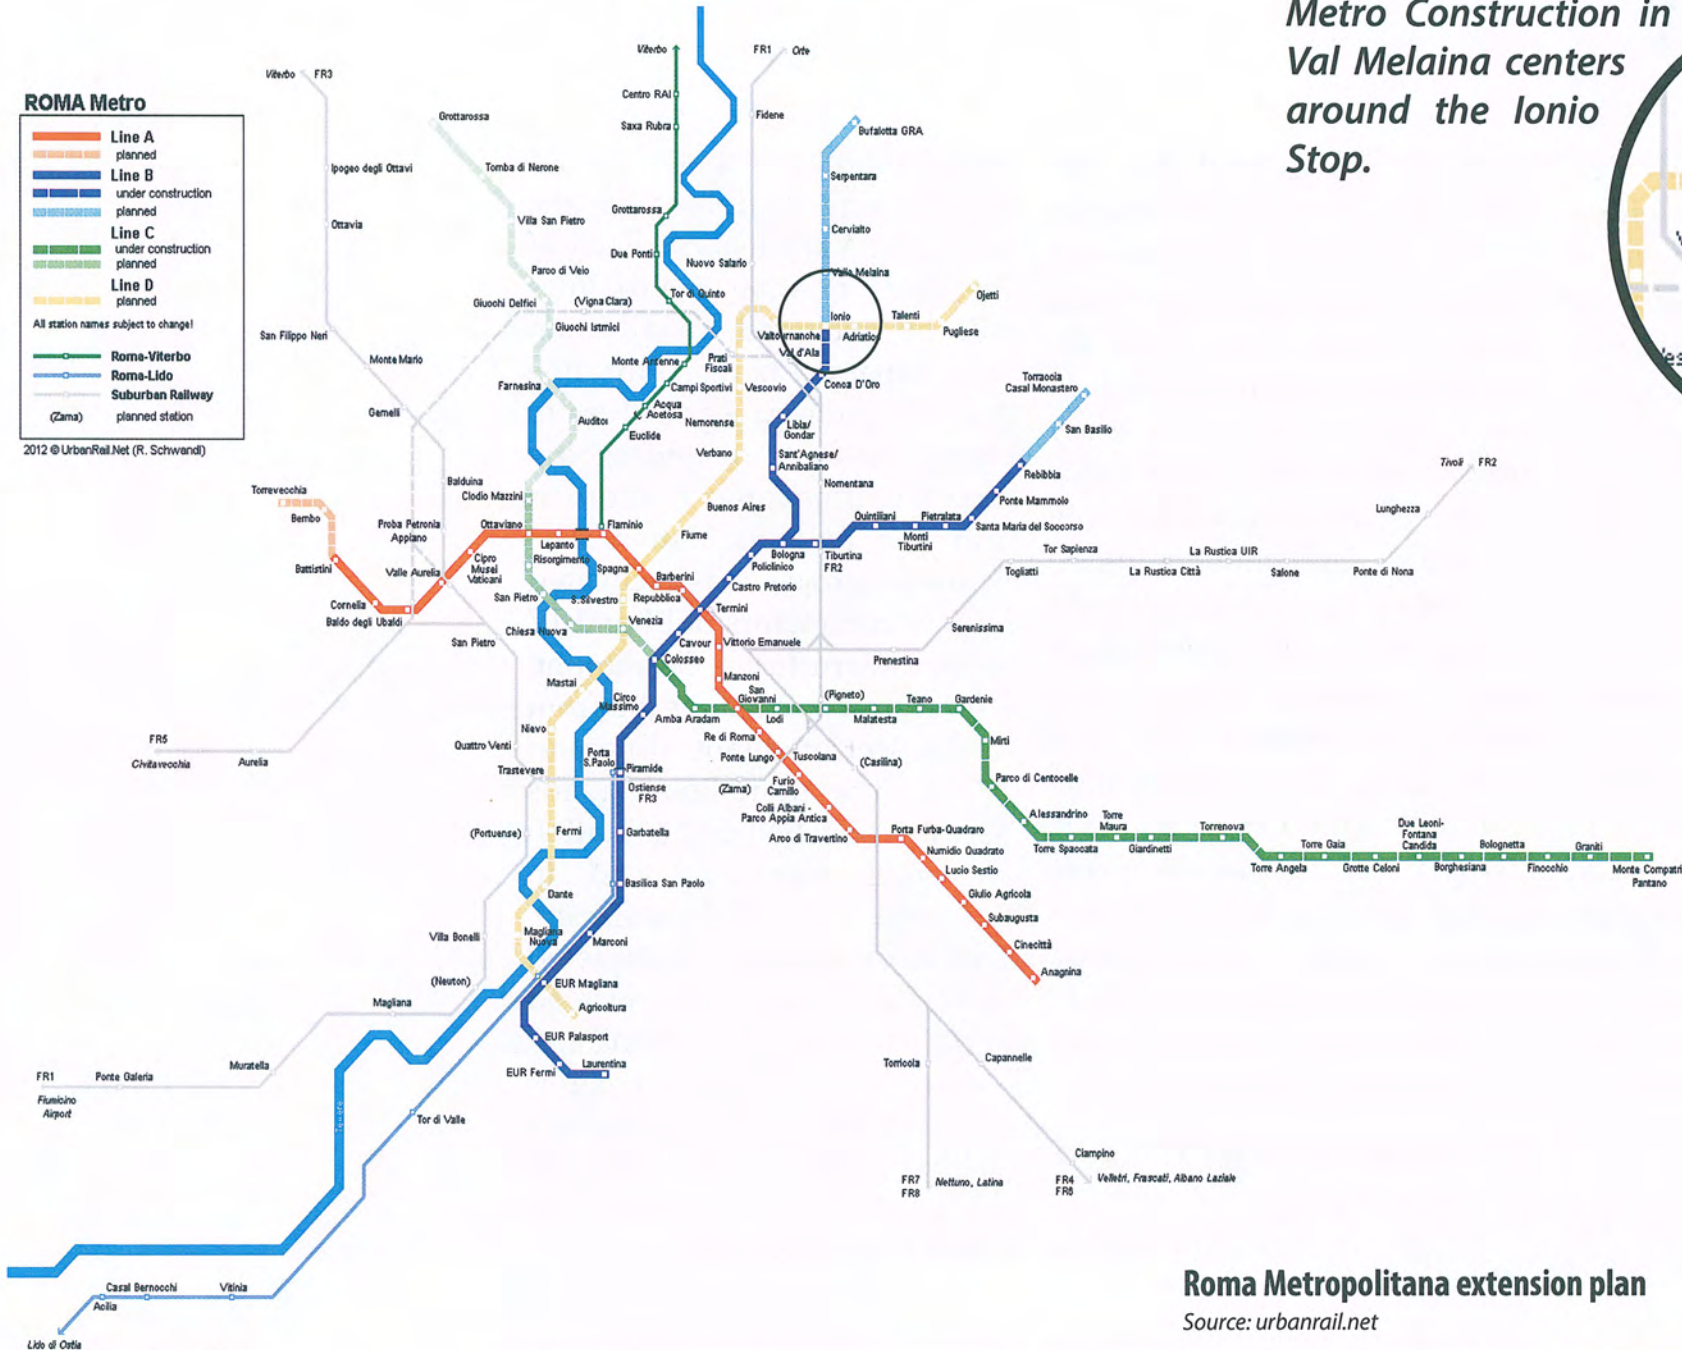 Metro Construction in
Val Melaina centers
around the Ionio
Stop.
ROMA Metro
Line A
planned
Line B
under construction
planned
Line C
under construction
planned
Line D
planned
All station names subject to change!
Roma-Viterbo
Roma-Lido
Suburban Railway
(Zama) planned station
2012 © UrbanRail.Net (R. Schwandl)
Viterbo FR3
Ipogeo degli Ottavi
Ottavia
San Filippo Neri
Monte Mario
Gemelli
Balduina
Proba Petronia
Appiano
Valle Aurelia
Grottarossa
Tomba di Nerone
Villa San Pietro
Parco di Veio
Giuochi Delfici
(Vigna Clara)
Giuochi Istmici
Farnesina
Auditor
Clodio Mazzini
Risorgimento
San Pietro
Chiesa Nuova
Venezia
Viterbo
Centro RAI
Saxa Rubra
Grottarossa
Due Ponti
Tor di Quinto
Monte Antenne
Campi Sportivi
Acqua
Acetosa
Euclide
Flaminio
FR1 Orte
Fidene
Nuovo Salario
Bufalotta GRA
Serpentara
Cervialto
Valle Melaina
Ionio
Valtournanche
Adriatico
Talenti
Pugliese
Ojetti
Val d'Ala
Conca D'Oro
Prati
Fiscali
Vescovio
Nemorense
Verbano
Buenos Aires
Fiume
S.Silvestro
Libia/
Gondar
Sant'Agnese/
Annibaliano
Nomentana
Torraccia
Casal Monastero
San Basilio
Rebibbia
Ponte Mammolo
Santa Maria del Soccorso
Pietralata
Monti
Tiburtini
Quintiliani
Tiburtina
FR2
Bologna
Policlinico
Castro Pretorio
Termini
Cavour
Colosseo
Circo
Massimo
Porta
S.Paolo
Piramide
Ostiense
FR3
Garbatella
Basilica San Paolo
Marconi
EUR Magliana
EUR Palasport
EUR Fermi
Laurentina
Torrevecchia
Bembo
Battistini
Cornelia
Baldo degli Ubaldi
Cipro
Musei
Vaticani
Ottaviano
Lepanto
Spagna
Barberini
Repubblica
Vittorio Emanuele
Manzoni
San
Giovanni
Re di Roma
Ponte Lungo
Furio
Camillo
Colli Albani -
Parco Appia Antica
Arco di Travertino
Porta Furba-Quadraro
Numidio Quadrato
Lucio Sestio
Giulio Agricola
Subaugusta
Cinecittà
Anagnina
Amba Aradam
Lodi
(Pigneto)
Malatesta
Teano
Gardenie
Mirti
Parco di Centocelle
Alessandrino
Torre Spaccata
Torre
Maura
Giardinetti
Torrenova
Torre Angela
Torre Gaia
Grotte Celoni
Due Leoni-
Fontana
Candida
Borghesiana
Bolognetta
Finocchio
Graniti
Monte Compatri
Pantano
Tivoli FR2
Lunghezza
Ponte di Nona
Salone
La Rustica UIR
La Rustica Città
Tor Sapienza
Togliatti
Serenissima
Prenestina
Tuscolana
(Casilina)
(Zama)
San Pietro
Quattro Venti
Trastevere
Mastai
Nievo
Fermi
Dante
Magliana
Nuova
Agricoltura
(Portuense)
Villa Bonelli
(Newton)
Magliana
Muratella
Ponte Galeria
FR1
Fiumicino
Airport
FR5
Civitavecchia
Aurelia
Tevere
Tor di Valle
Vitinia
Casal Bernocchi
Acilia
Lido di Ostia
Torricola
Capannelle
Ciampino
FR7
FR8
Nettuno, Latina
FR4
FR6
Velletri, Frascati, Albano Laziale
Roma Metropolitana extension plan
Source: urbanrail.net